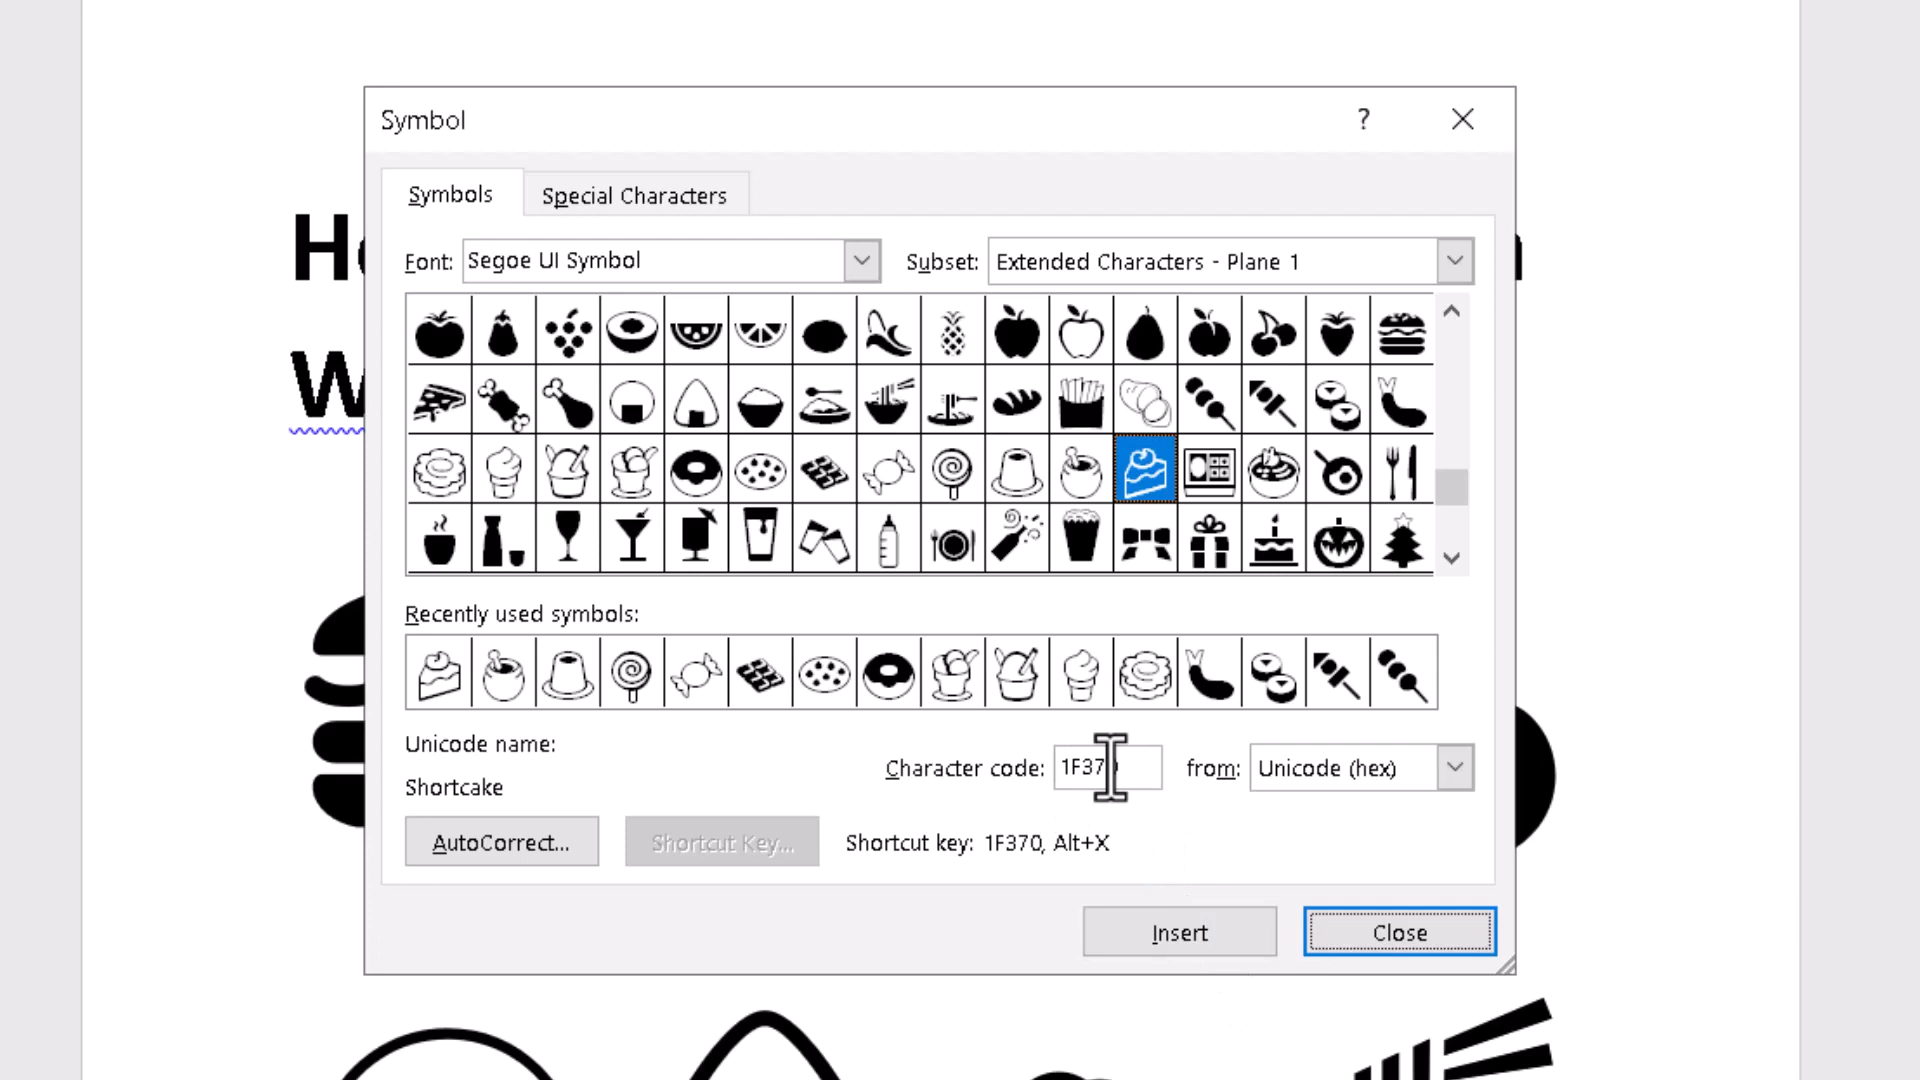 Symbol ?
Symbols Special Characters
Font: Segoe UI Symbol Subset: Extended Characters - Plane 1
Recently used symbols:
Unicode name:
Shortcake
Character code: 1F37 from: Unicode (hex)
AutoCorrect... Shortcut Key... Shortcut key: 1F370, Alt+X
Insert Close